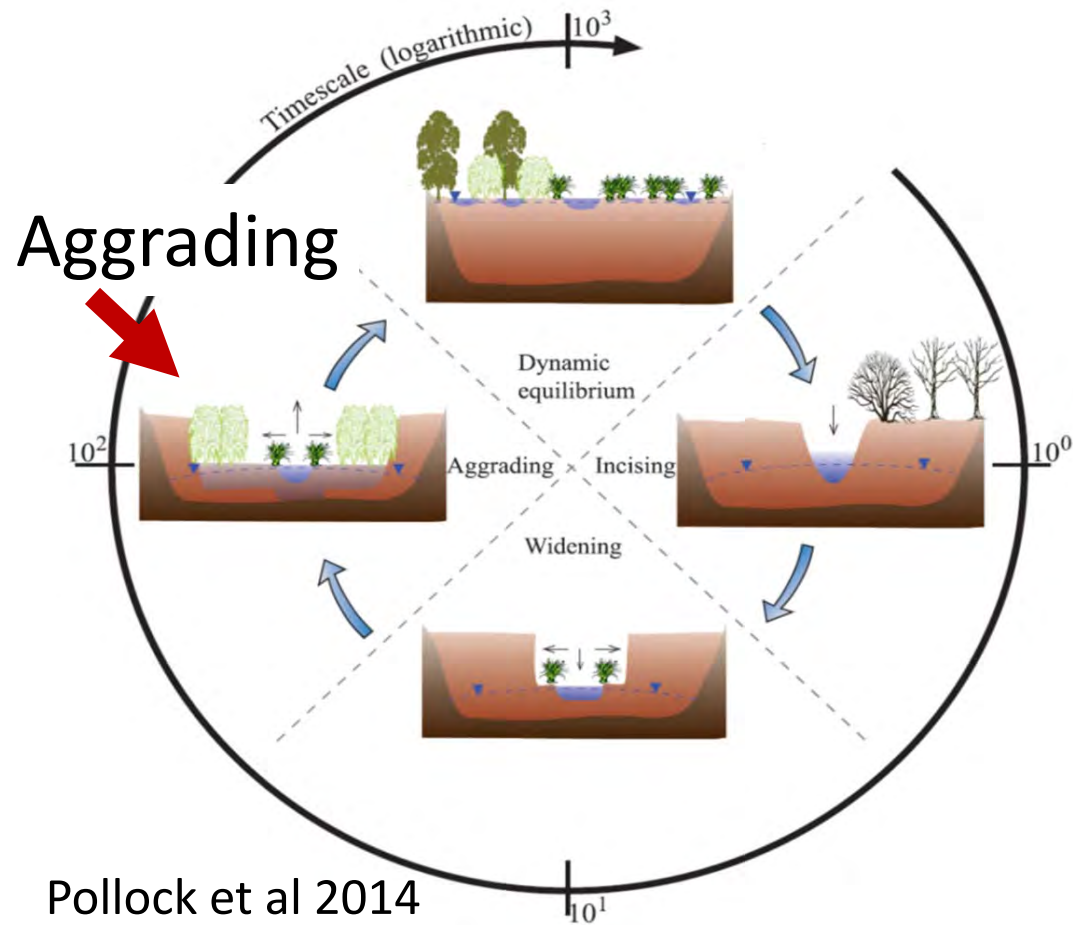 Timescale (logarithmic)
10³
Aggrading
Dynamic
equilibrium
10²
Aggrading
Incising
10⁰
Widening
Pollock et al 2014
10¹